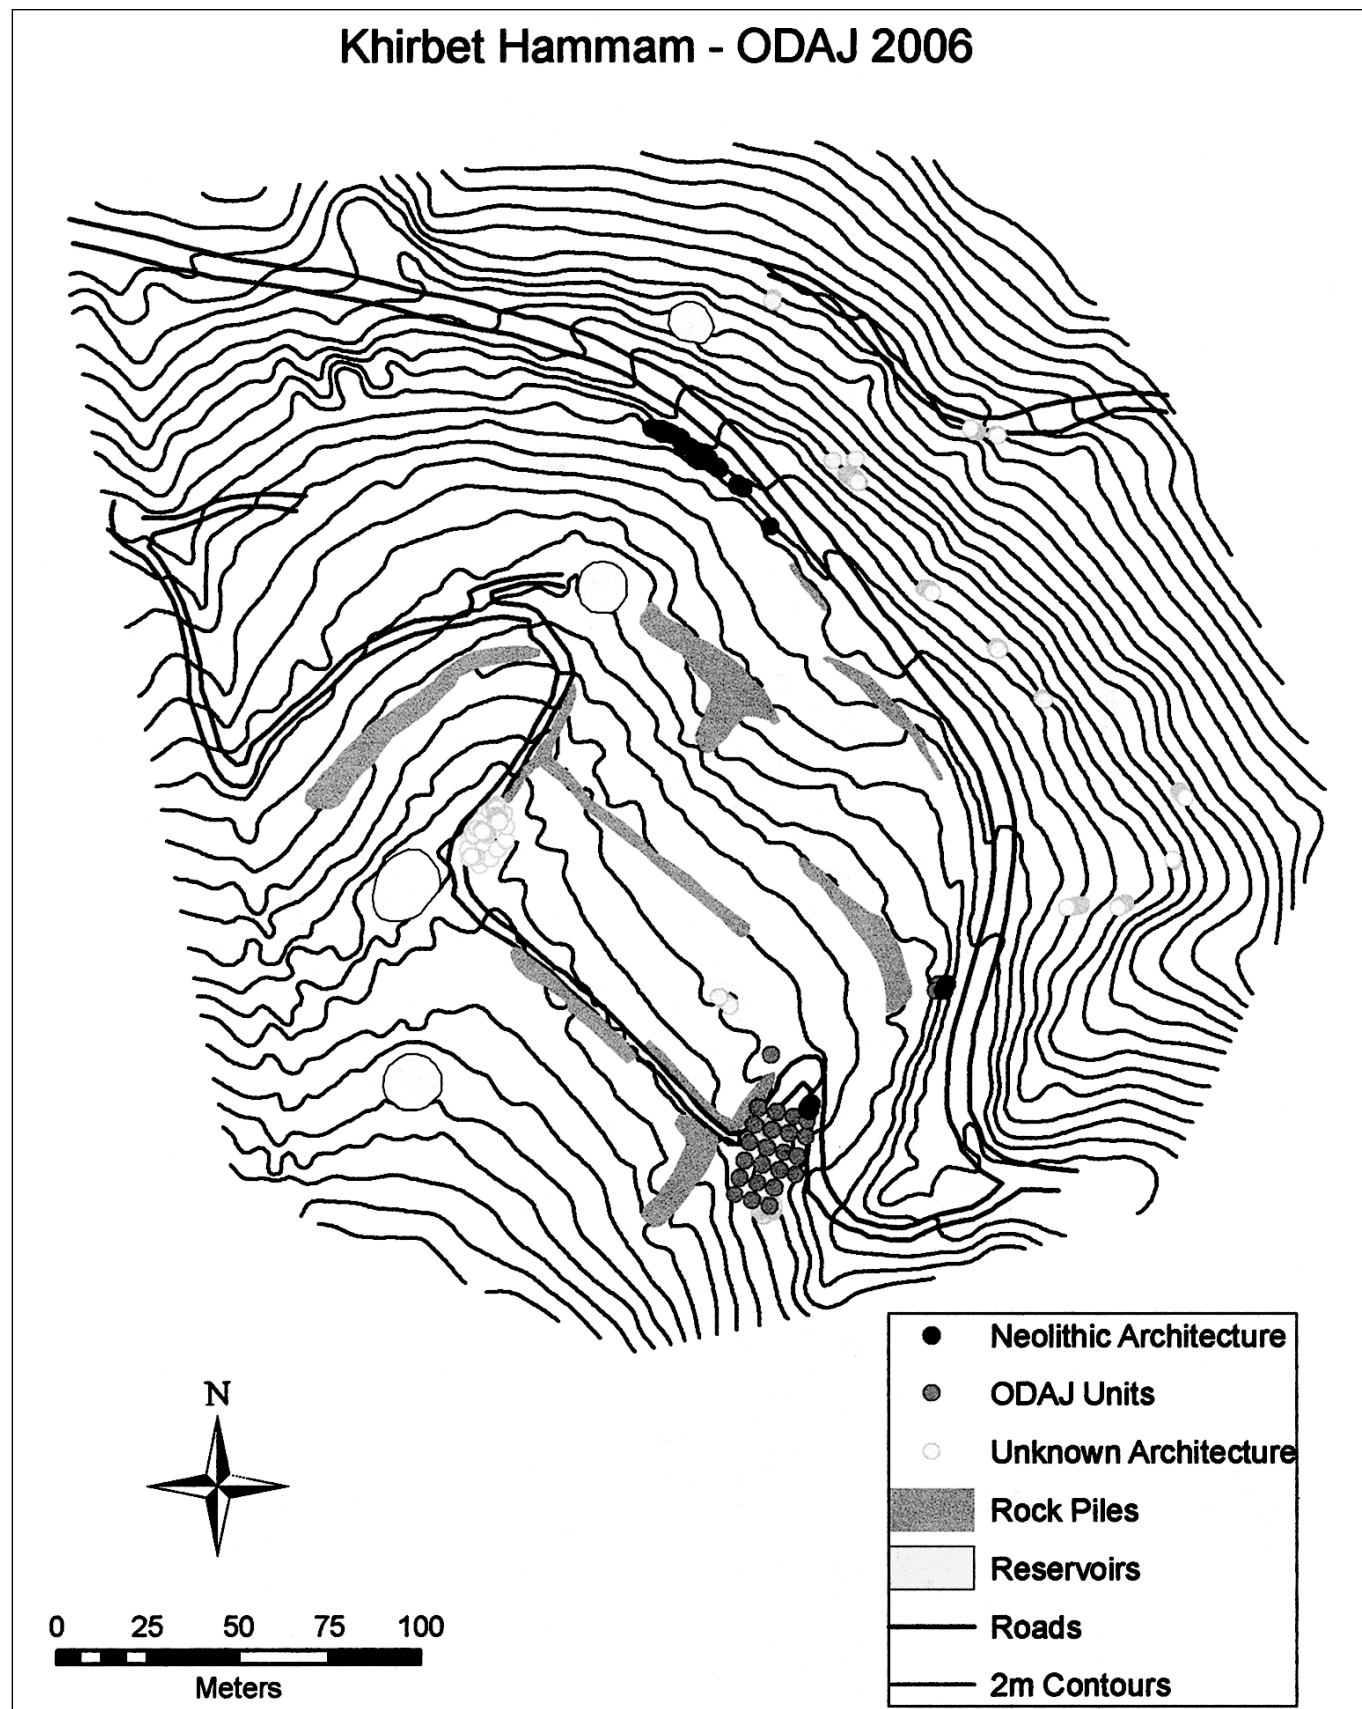 Khirbet Hammam - ODAJ 2006
N
0 25 50 75 100
Meters
Neolithic Architecture
ODAJ Units
Unknown Architecture
Rock Piles
Reservoirs
Roads
2m Contours